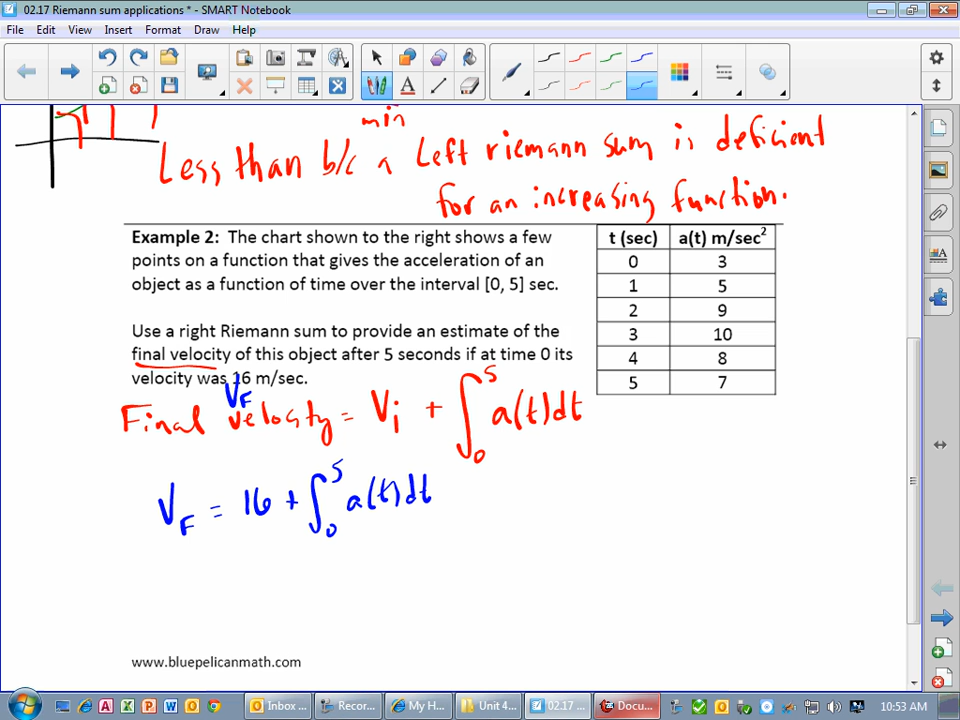 02.17 Riemann sum applications * - SMART Notebook
File Edit View Insert Format Draw Help
min
Less than b/c a Left riemann sum is deficient
for an increasing function.
Example 2: The chart shown to the right shows a few
points on a function that gives the acceleration of an
object as a function of time over the interval [0, 5] sec.
Use a right Riemann sum to provide an estimate of the
final velocity of this object after 5 seconds if at time 0 its
velocity was 16 m/sec.
t (sec) a(t) m/sec²
0 3
1 5
2 9
3 10
4 8
5 7
VF
Final velocity = Vi + ∫₀⁵ a(t)dt
VF = 16 + ∫₀⁵ a(t)dt
www.bluepelicanmath.com
Inbox ... Recor... My H... Unit 4... 02.17 ... Docu... 10:53 AM